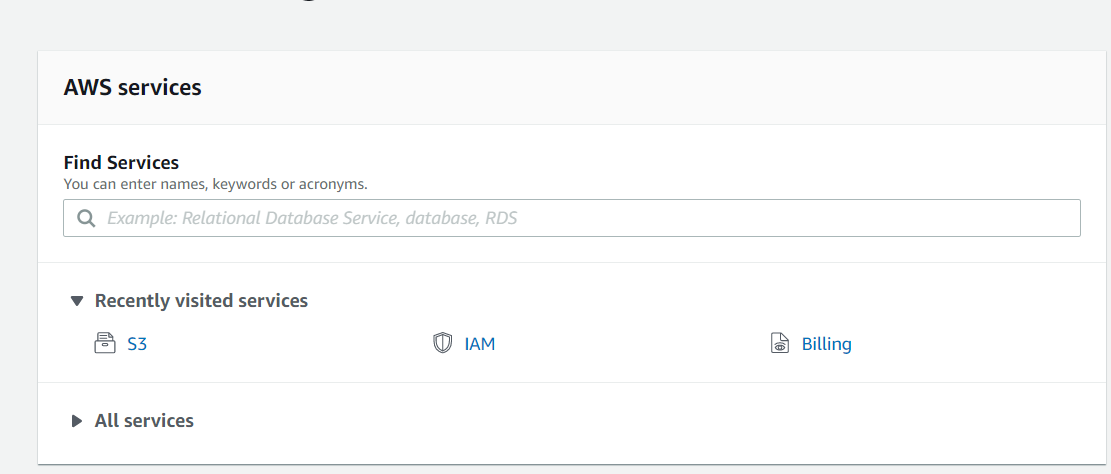 AWS services
Find Services
You can enter names, keywords or acronyms.
Example: Relational Database Service, database, RDS
Recently visited services
S3
IAM
Billing
All services